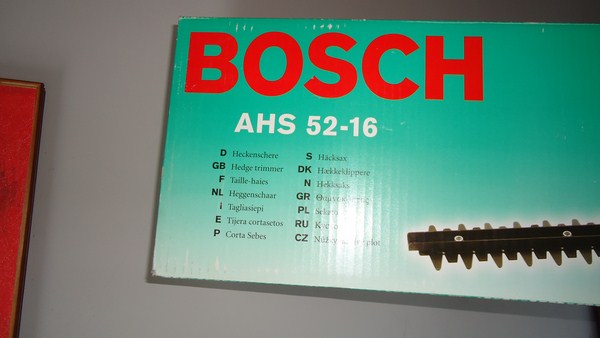 BOSCH
AHS 52-16
D Heckenschere
GB Hedge trimmer
F Taille-haies
NL Heggenschaar
I Tagliasiepi
E Tijera cortasetos
P Corta Sebes
S Häcksax
DK Hækkeklippere
N Hekksaks
GR
PL
RU
CZ